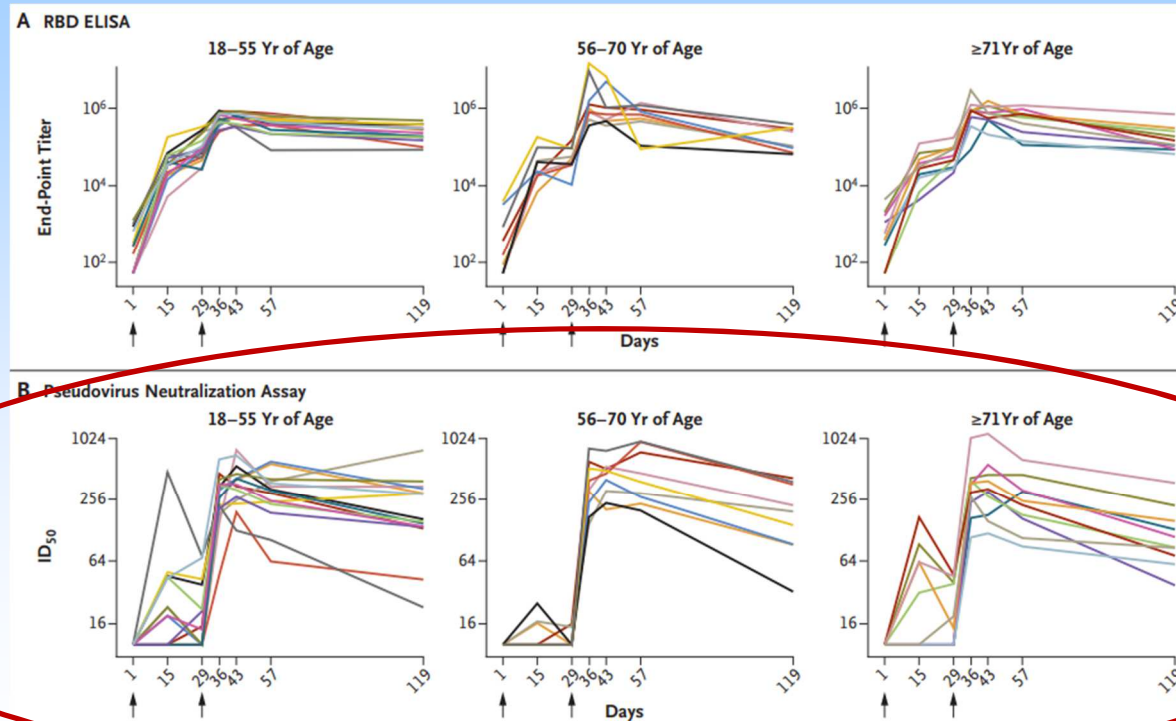 A RBD ELISA
18–55 Yr of Age
56–70 Yr of Age
≥71Yr of Age
End-Point Titer
10⁶
10⁴
10²
10⁶
10⁴
10²
10⁶
10⁴
10²
1 15 29 36 43 57 119
1 15 29 36 43 57 119
1 15 29 36 43 57 119
Days
B Pseudovirus Neutralization Assay
18–55 Yr of Age
56–70 Yr of Age
≥71Yr of Age
ID₅₀
1024
256
64
16
1024
256
64
16
1024
256
64
16
1 15 29 36 43 57 119
1 15 29 36 43 57 119
1 15 29 36 43 57 119
Days